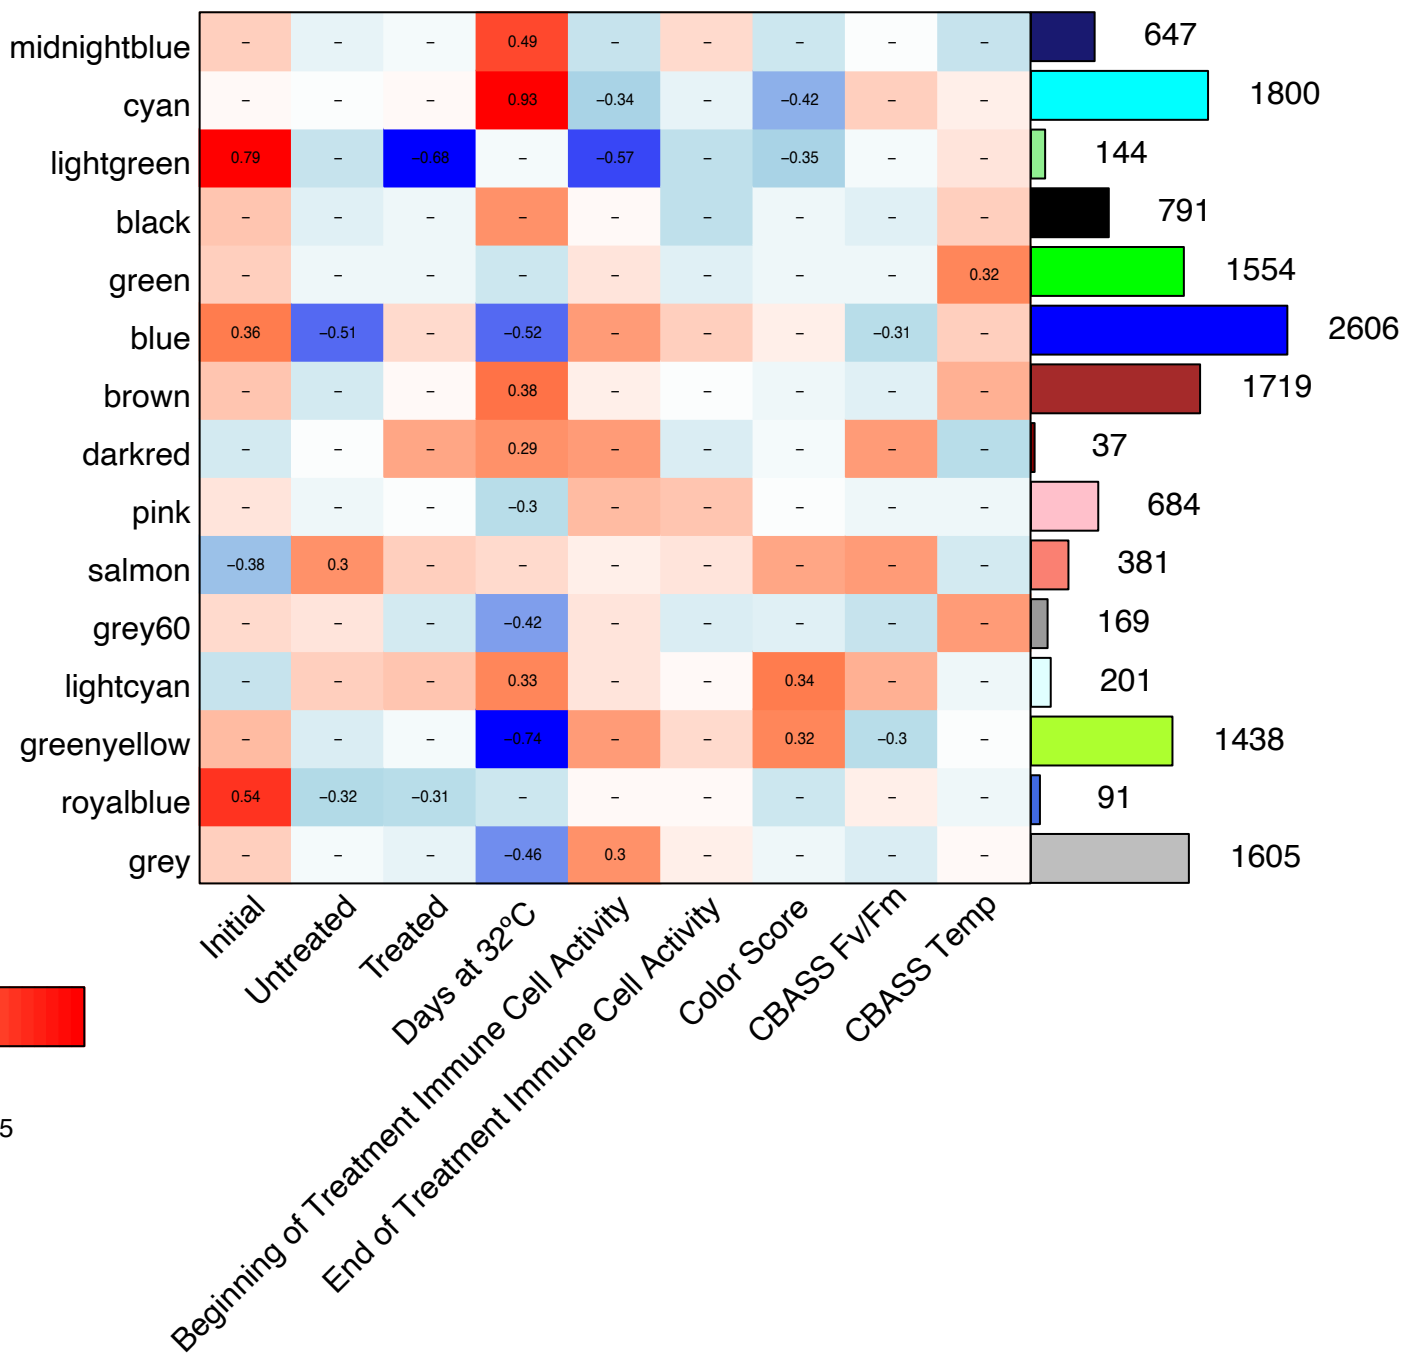 midnightblue – – – 0.49 – – – – – 647
cyan – – – 0.93 −0.34 – −0.42 – – 1800
lightgreen 0.79 – −0.68 – −0.57 – −0.35 – – 144
black – – – – – – – – – 791
green – – – – – – – – 0.32 1554
blue 0.36 −0.51 – −0.52 – – – −0.31 – 2606
brown – – – 0.38 – – – – – 1719
darkred – – – 0.29 – – – – – 37
pink – – – −0.3 – – – – – 684
salmon −0.38 0.3 – – – – – – – 381
grey60 – – – −0.42 – – – – – 169
lightcyan – – – 0.33 – – 0.34 – – 201
greenyellow – – – −0.74 – – 0.32 −0.3 – 1438
royalblue 0.54 −0.32 −0.31 – – – – – – 91
grey – – – −0.46 0.3 – – – – 1605
Initial
Untreated
Treated
Days at 32°C
Beginning of Treatment Immune Cell Activity
End of Treatment Immune Cell Activity
Color Score
CBASS Fv/Fm
CBASS Temp
5